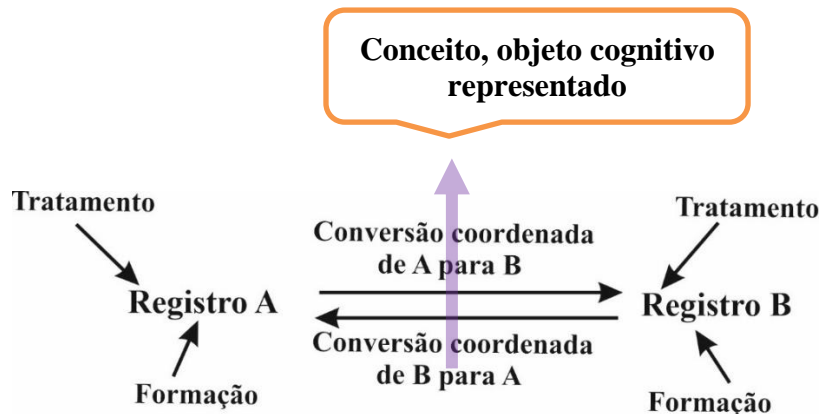 Conceito, objeto cognitivo
representado
Tratamento
Tratamento
Conversão coordenada
de A para B
Registro A
Registro B
Conversão coordenada
de B para A
Formação
Formação